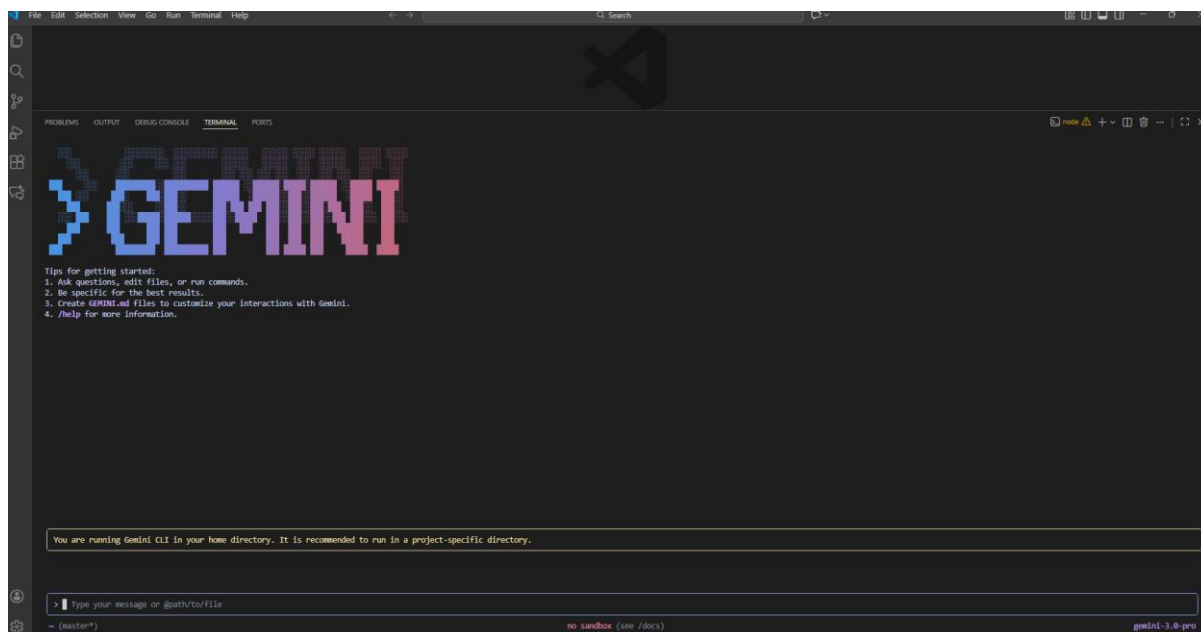 File Edit Selection View Go Run Terminal Help
Search
PROBLEMS OUTPUT DEBUG CONSOLE TERMINAL PORTS
node
>GEMINI
Tips for getting started:
1. Ask questions, edit files, or run commands.
2. Be specific for the best results.
3. Create GEMINI.md files to customize your interactions with Gemini.
4. /help for more information.
You are running Gemini CLI in your home directory. It is recommended to run in a project-specific directory.
> Type your message or @path/to/file
~ (master*) no sandbox (see /docs) gemini-3.0-pro